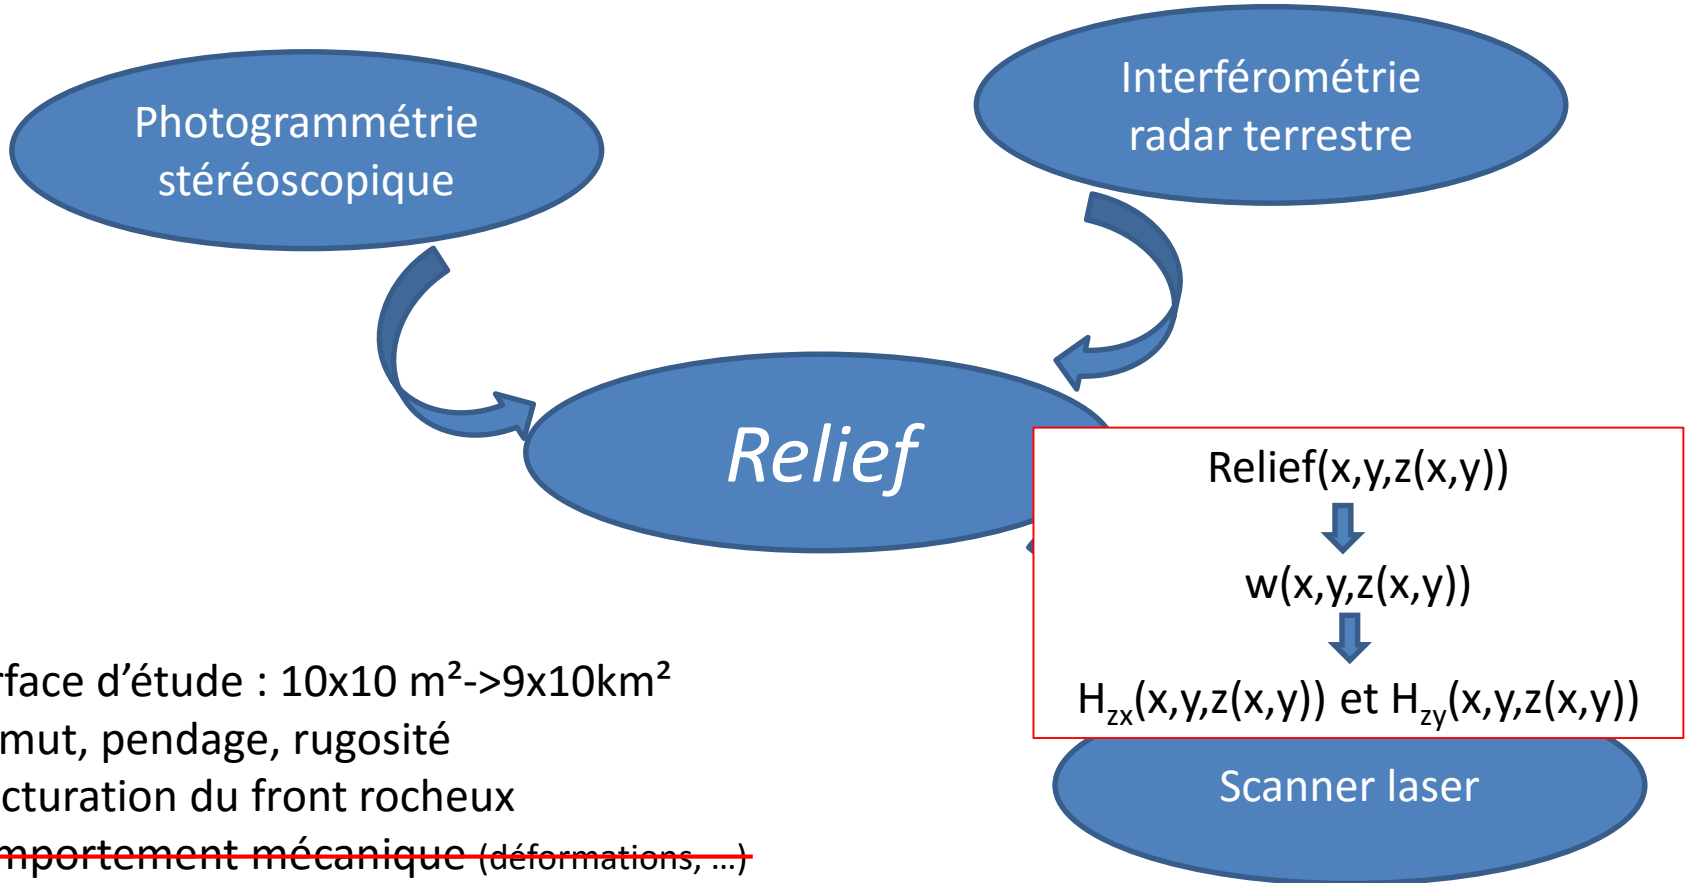 Photogrammétrie
stéréoscopique
Interférométrie
radar terrestre
Relief
Relief(x,y,z(x,y))
w(x,y,z(x,y))
Hzx(x,y,z(x,y)) et Hzy(x,y,z(x,y))
Scanner laser
rface d’étude : 10x10 m²->9x10km²
mut, pendage, rugosité
cturation du front rocheux
mportement mécanique (déformations, ...)